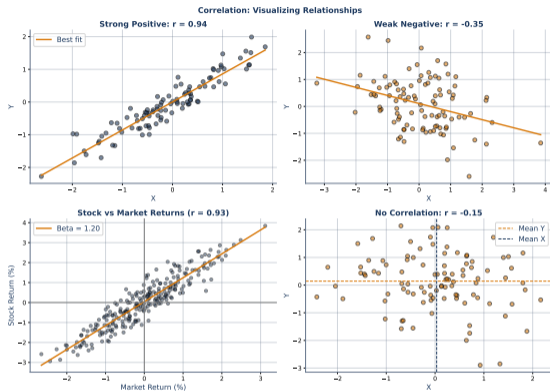 Correlation: Visualizing Relationships
Strong Positive: r = 0.94
Best fit
Y
2
1
0
−1
−2
−2
−1
0
1
2
X
Weak Negative: r = -0.35
Y
2
1
0
−1
−2
−3
−2
−1
0
1
2
3
4
X
Stock vs Market Returns (r = 0.93)
Beta = 1.20
Stock Return (%)
4
3
2
1
0
−1
−2
−3
−2
−1
0
1
2
3
Market Return (%)
No Correlation: r = -0.15
Mean Y
Mean X
Y
2
1
0
−1
−2
−3
−2
−1
0
1
2
X